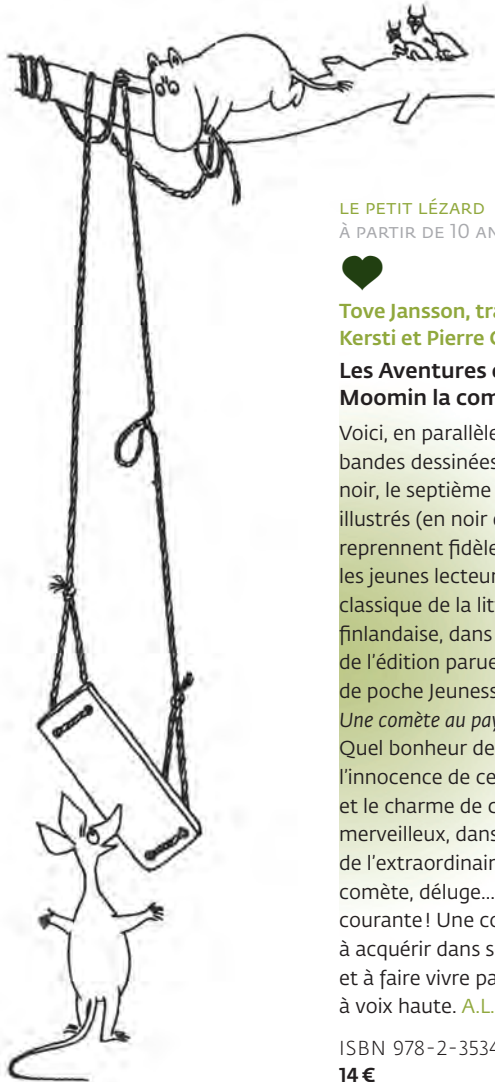 LE PETIT LÉZARD
À PARTIR DE 10 AN
Tove Jansson, tra
Kersti et Pierre C
Les Aventures
Moomin la com
Voici, en parallèle
bandes dessinées
noir, le septième
illustrés (en noir
reprennent fidèle
les jeunes lecteur
classique de la lit
finlandaise, dans
de l'édition parue
de poche Jeuness
Une comète au pay
Quel bonheur de
l'innocence de ce
et le charme de c
merveilleux, dans
de l'extraordinair
comète, déluge...
courante ! Une co
à acquérir dans s
et à faire vivre pa
à voix haute. A.L.
ISBN 978-2-3534
14 €